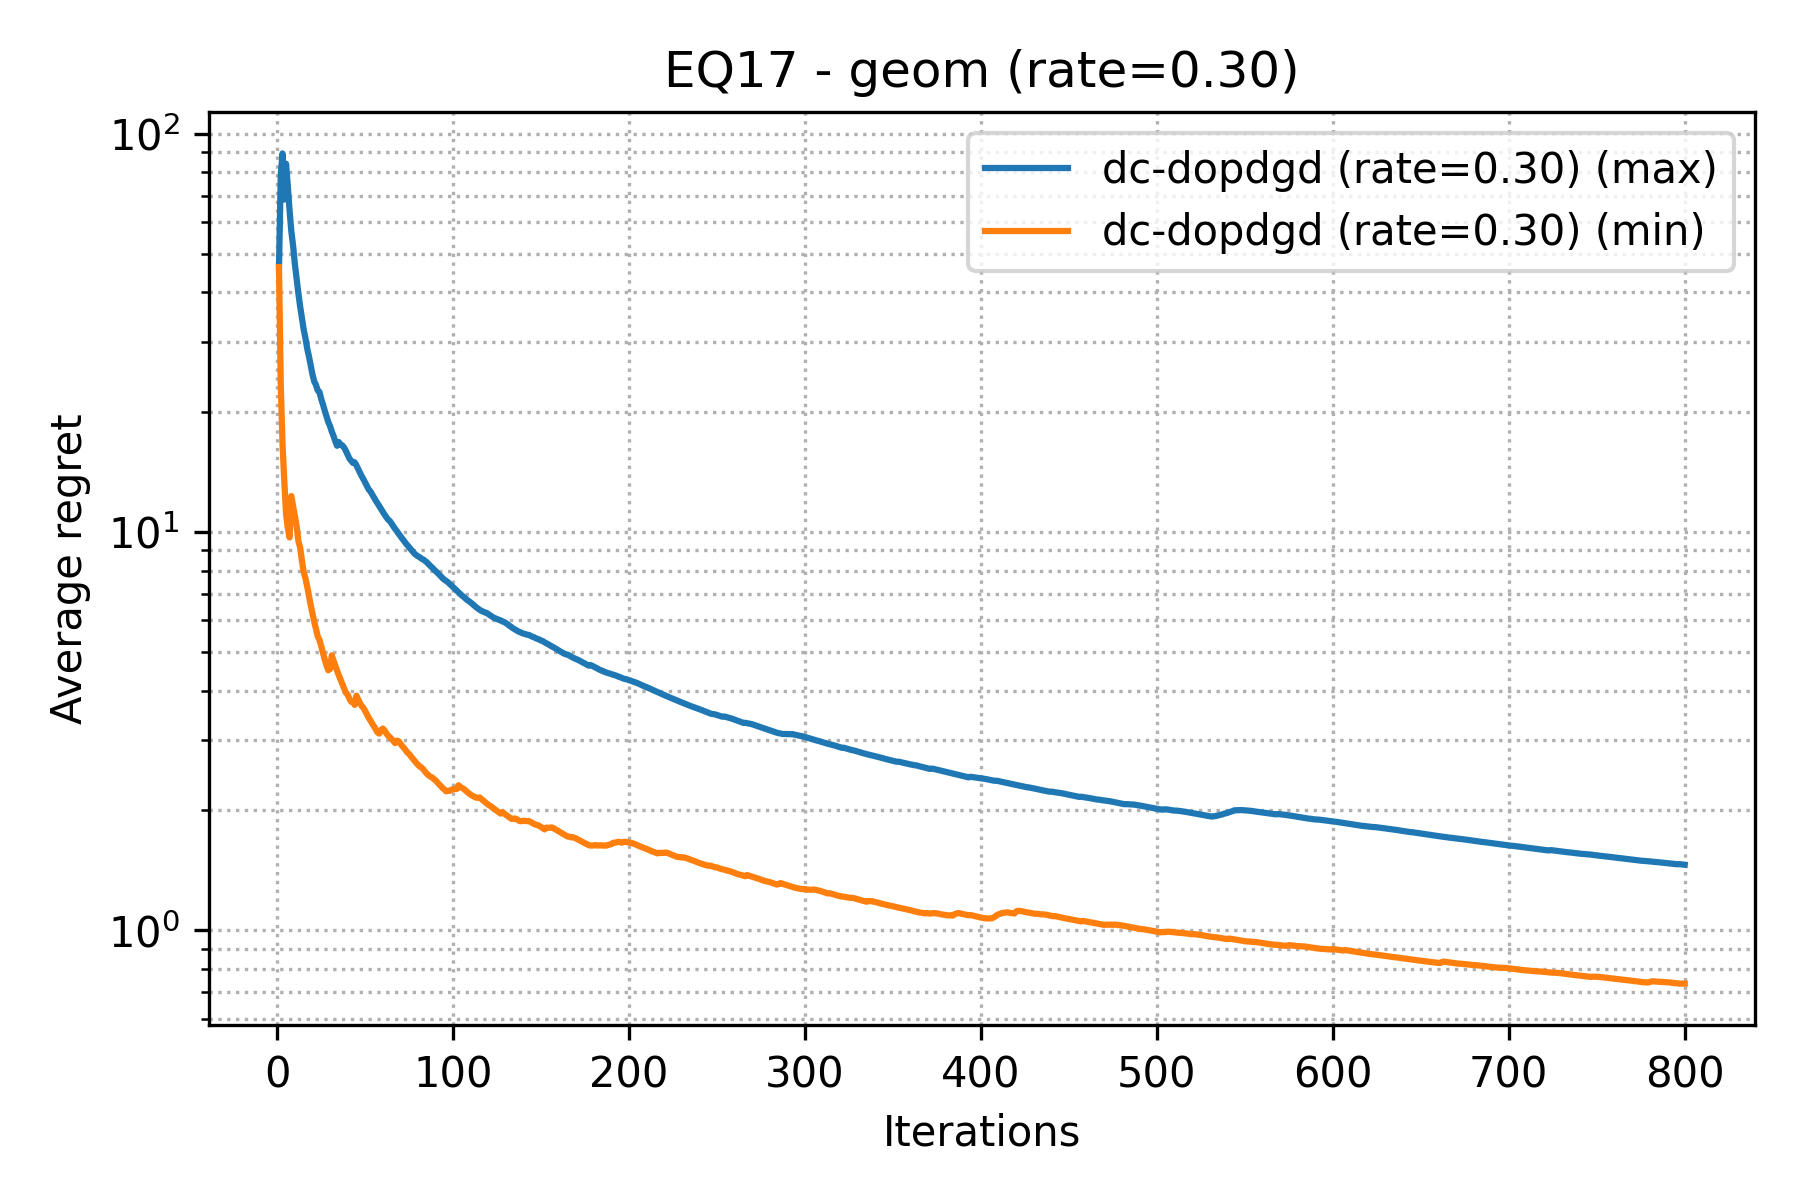 EQ17 - geom (rate=0.30)
dc-dopdgd (rate=0.30) (max)
dc-dopdgd (rate=0.30) (min)
Average regret
10²
10¹
10⁰
0 100 200 300 400 500 600 700 800
Iterations